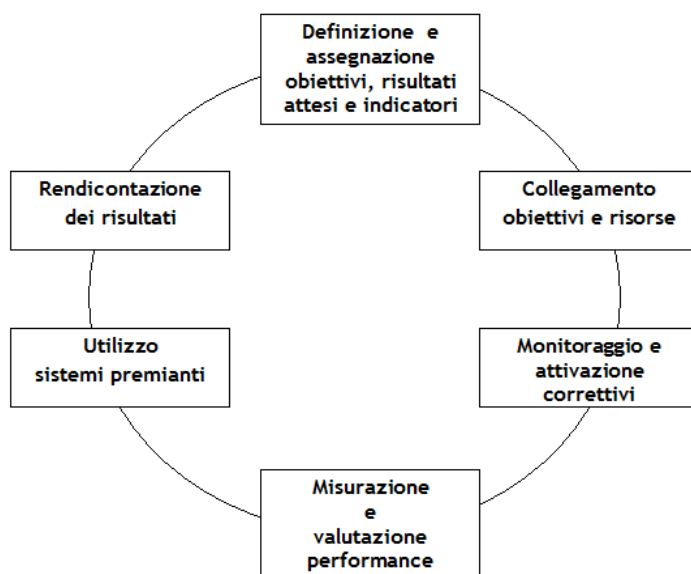 Definizione e
assegnazione
obiettivi, risultati
attesi e indicatori
Rendicontazione
dei risultati
Collegamento
obiettivi e risorse
Utilizzo
sistemi premianti
Monitoraggio e
attivazione
correttivi
Misurazione
e
valutazione
performance